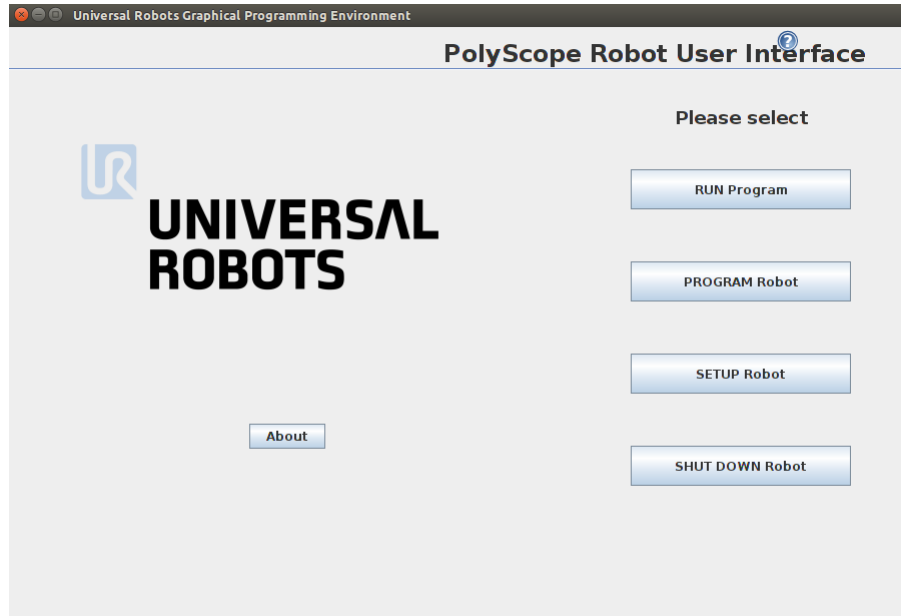 Universal Robots Graphical Programming Environment
PolyScope Robot User Interface
?
Please select
UR
UNIVERSAL
ROBOTS
RUN Program
PROGRAM Robot
SETUP Robot
About
SHUT DOWN Robot